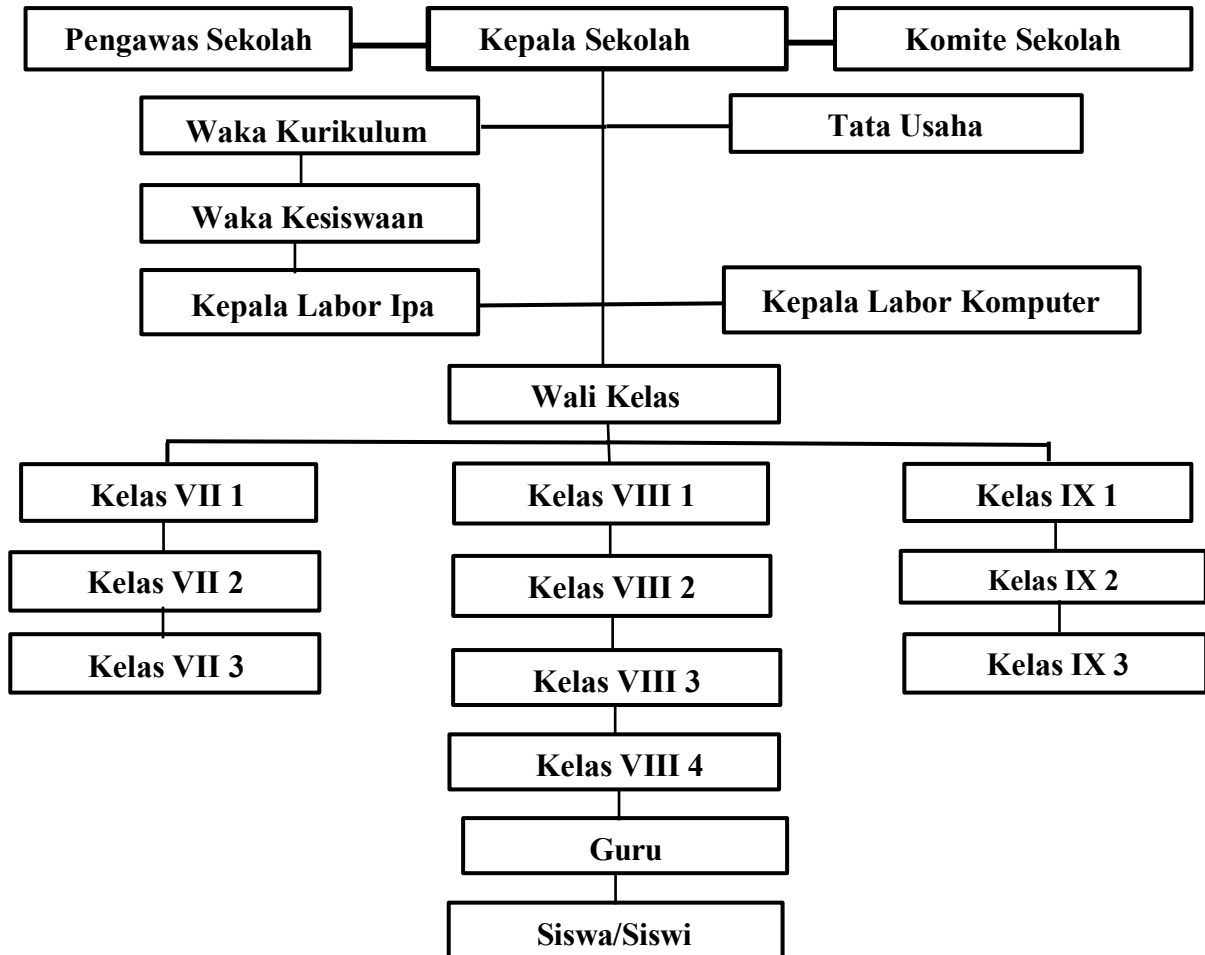 Pengawas Sekolah
Kepala Sekolah
Komite Sekolah
Waka Kurikulum
Tata Usaha
Waka Kesiswaan
Kepala Labor Ipa
Kepala Labor Komputer
Wali Kelas
Kelas VII 1
Kelas VIII 1
Kelas IX 1
Kelas VII 2
Kelas VIII 2
Kelas IX 2
Kelas VII 3
Kelas VIII 3
Kelas IX 3
Kelas VIII 4
Guru
Siswa/Siswi